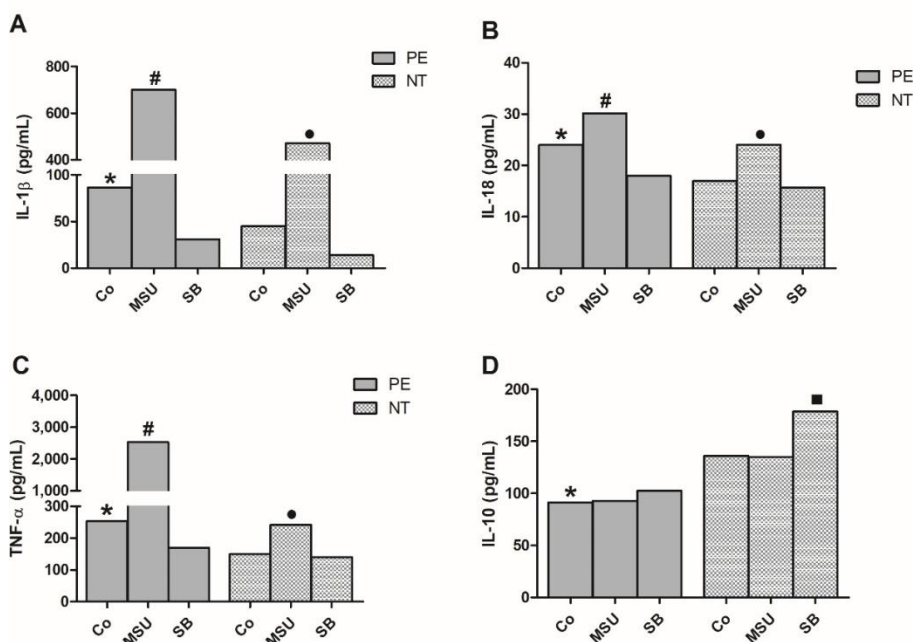 A
PE
NT
IL-1β (pg/mL)
800
600
400
100
50
0
*
#
●
Co
MSU
SB
Co
MSU
SB
B
PE
NT
IL-18 (pg/mL)
40
30
20
10
0
*
#
●
Co
MSU
SB
Co
MSU
SB
C
PE
NT
TNF-α (pg/mL)
4,000
3,000
2,000
1,000
300
200
100
0
*
#
●
Co
MSU
SB
Co
MSU
SB
D
IL-10 (pg/mL)
200
150
100
50
0
*
■
Co
MSU
SB
Co
MSU
SB